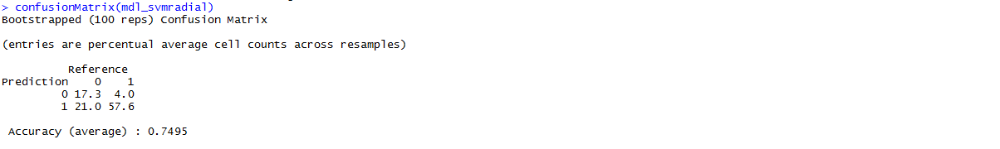 > confusionMatrix(mdl_svmradial)
Bootstrapped (100 reps) Confusion Matrix
(entries are percentual average cell counts across resamples)
Reference
Prediction 0 1
0 17.3 4.0
1 21.0 57.6
Accuracy (average) : 0.7495